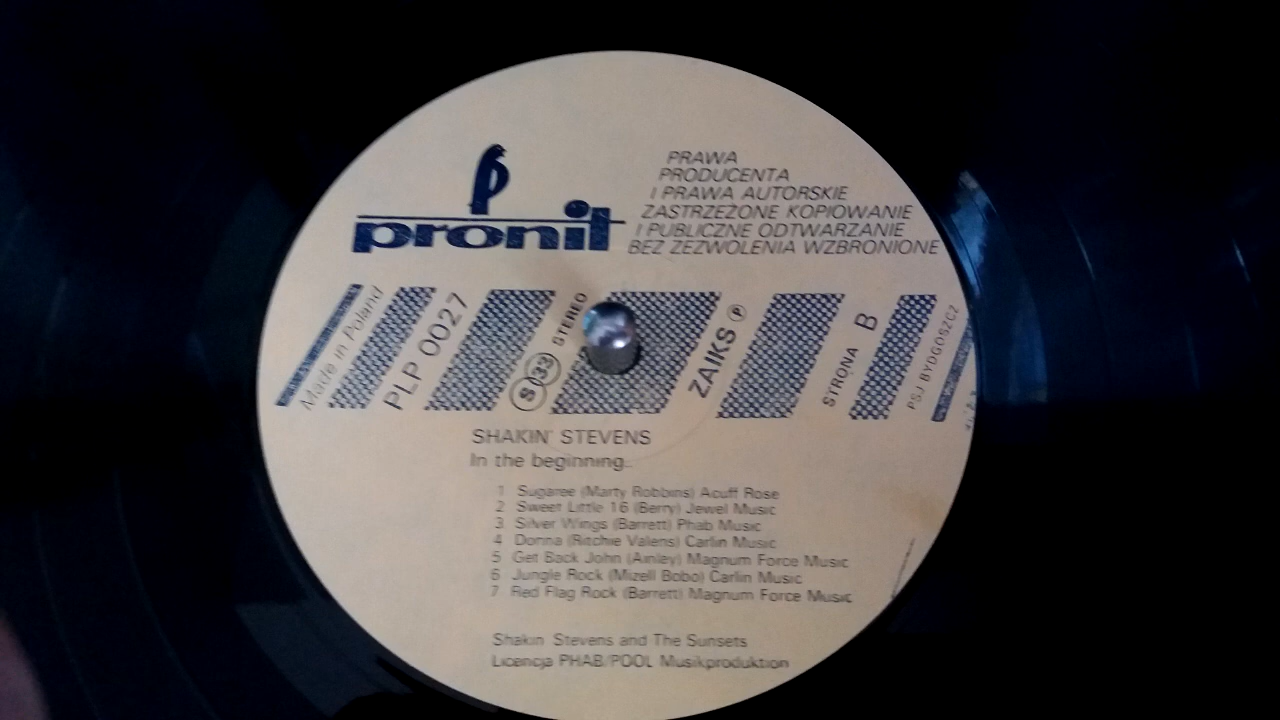 pronit
PRAWA
PRODUCENTA
I PRAWA AUTORSKIE
ZASTRZEŻONE KOPIOWANIE
I PUBLICZNE ODTWARZANIE
BEZ ZEZWOLENIA WZBRONIONE
Made in Poland
PLP 0027
S 33 STEREO
ZAIKS P
STRONA B
PSJ BYDGOSZCZ
SHAKIN' STEVENS
In the beginning...
1 Sugaree (Marty Robbins) Acuff Rose
2 Sweet Little 16 (Berry) Jewel Music
3 Silver Wings (Barrett) Phab Music
4 Donna (Ritchie Valens) Carlin Music
5 Get Back John (Ainley) Magnum Force Music
6 Jungle Rock (Mizell Bobo) Carlin Music
7 Red Flag Rock (Barrett) Magnum Force Music
Shakin Stevens and The Sunsets
Licencja PHAB/POOL Musikproduktion